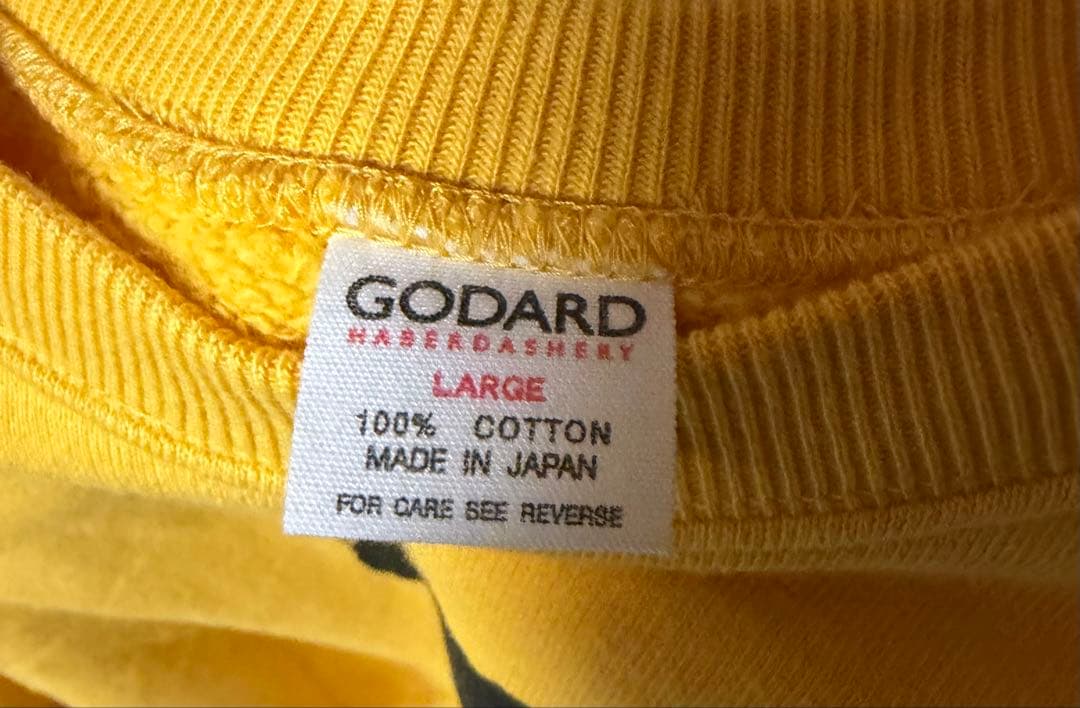 GODARD
HABERDASHERY
LARGE
100% COTTON
MADE IN JAPAN
FOR CARE SEE REVERSE